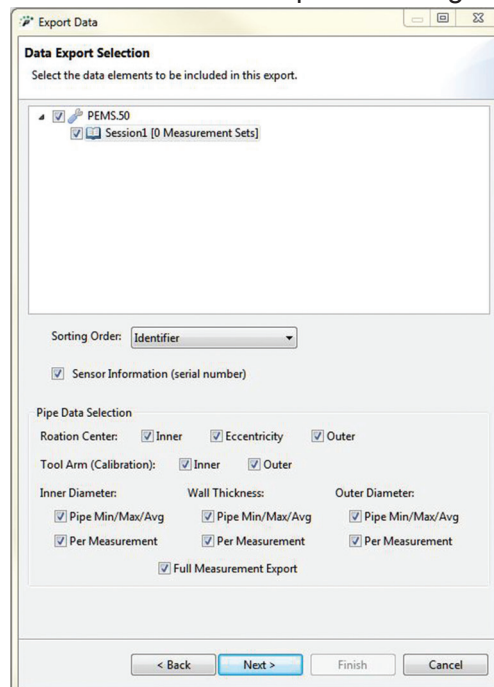 Export Data
Data Export Selection
Select the data elements to be included in this export.
PEMS.50
Session1 [0 Measurement Sets]
Sorting Order: Identifier
Sensor Information (serial number)
Pipe Data Selection
Roation Center: Inner Eccentricity Outer
Tool Arm (Calibration): Inner Outer
Inner Diameter: Wall Thickness: Outer Diameter:
Pipe Min/Max/Avg Pipe Min/Max/Avg Pipe Min/Max/Avg
Per Measurement Per Measurement Per Measurement
Full Measurement Export
< Back Next > Finish Cancel